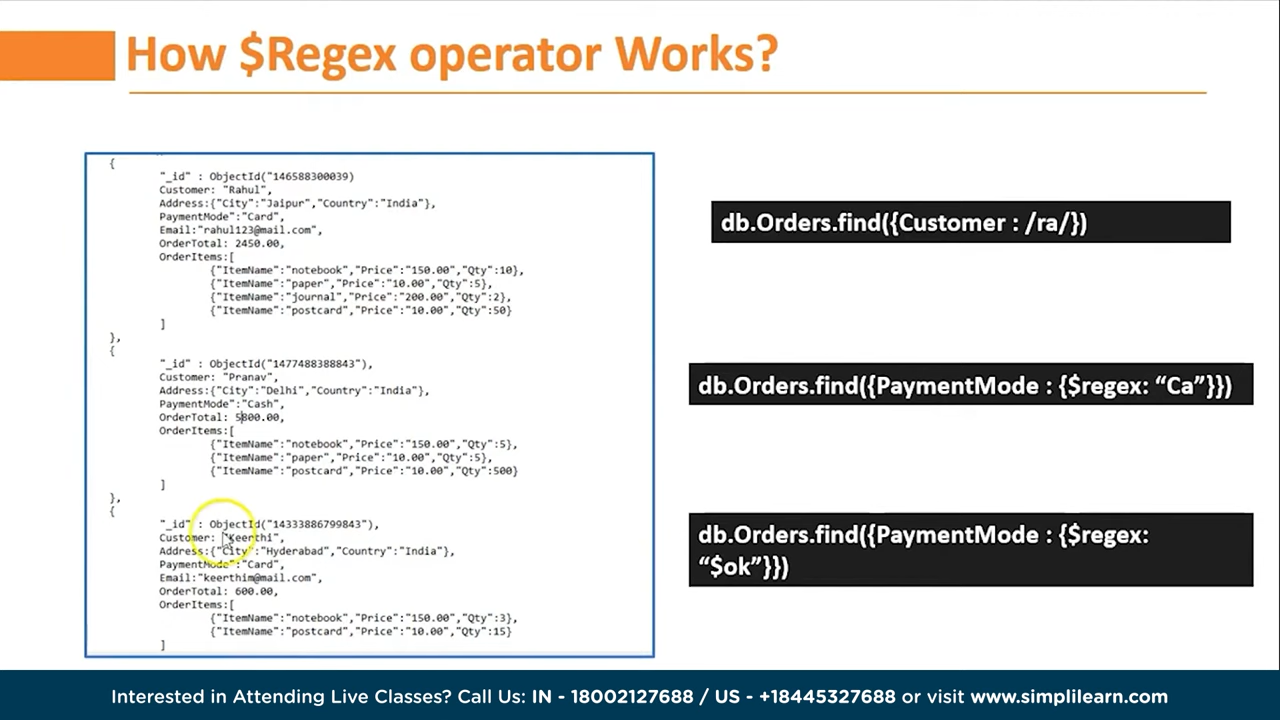 How $Regex operator Works?
{
"_id" : ObjectId("146588300039)
Customer: "Rahul",
Address:{"City":"Jaipur","Country":"India"},
PaymentMode":"Card",
Email:"rahul123@mail.com",
OrderTotal: 2450.00,
OrderItems:[
{"ItemName":"notebook","Price":"150.00","Qty":10},
{"ItemName":"paper","Price":"10.00","Qty":5},
{"ItemName":"journal","Price":"200.00","Qty":2},
{"ItemName":"postcard","Price":"10.00","Qty":50}
]
},
{
"_id" : ObjectId("1477488388843"),
Customer: "Pranav",
Address:{"City":"Delhi","Country":"India"},
PaymentMode":"Cash",
OrderTotal: 5800.00,
OrderItems:[
{"ItemName":"notebook","Price":"150.00","Qty":5},
{"ItemName":"paper","Price":"10.00","Qty":5},
{"ItemName":"postcard","Price":"10.00","Qty":500}
]
},
{
"_id" : ObjectId("14333886799843"),
Customer: "Keerthi",
Address:{"City":"Hyderabad","Country":"India"},
PaymentMode":"Card",
Email:"keerthim@mail.com",
OrderTotal: 600.00,
OrderItems:[
{"ItemName":"notebook","Price":"150.00","Qty":3},
{"ItemName":"postcard","Price":"10.00","Qty":15}
]
db.Orders.find({Customer : /ra/})
db.Orders.find({PaymentMode : {$regex: “Ca”}})
db.Orders.find({PaymentMode : {$regex:
“$ok”}})
Interested in Attending Live Classes? Call Us: IN - 18002127688 / US - +18445327688 or visit www.simplilearn.com